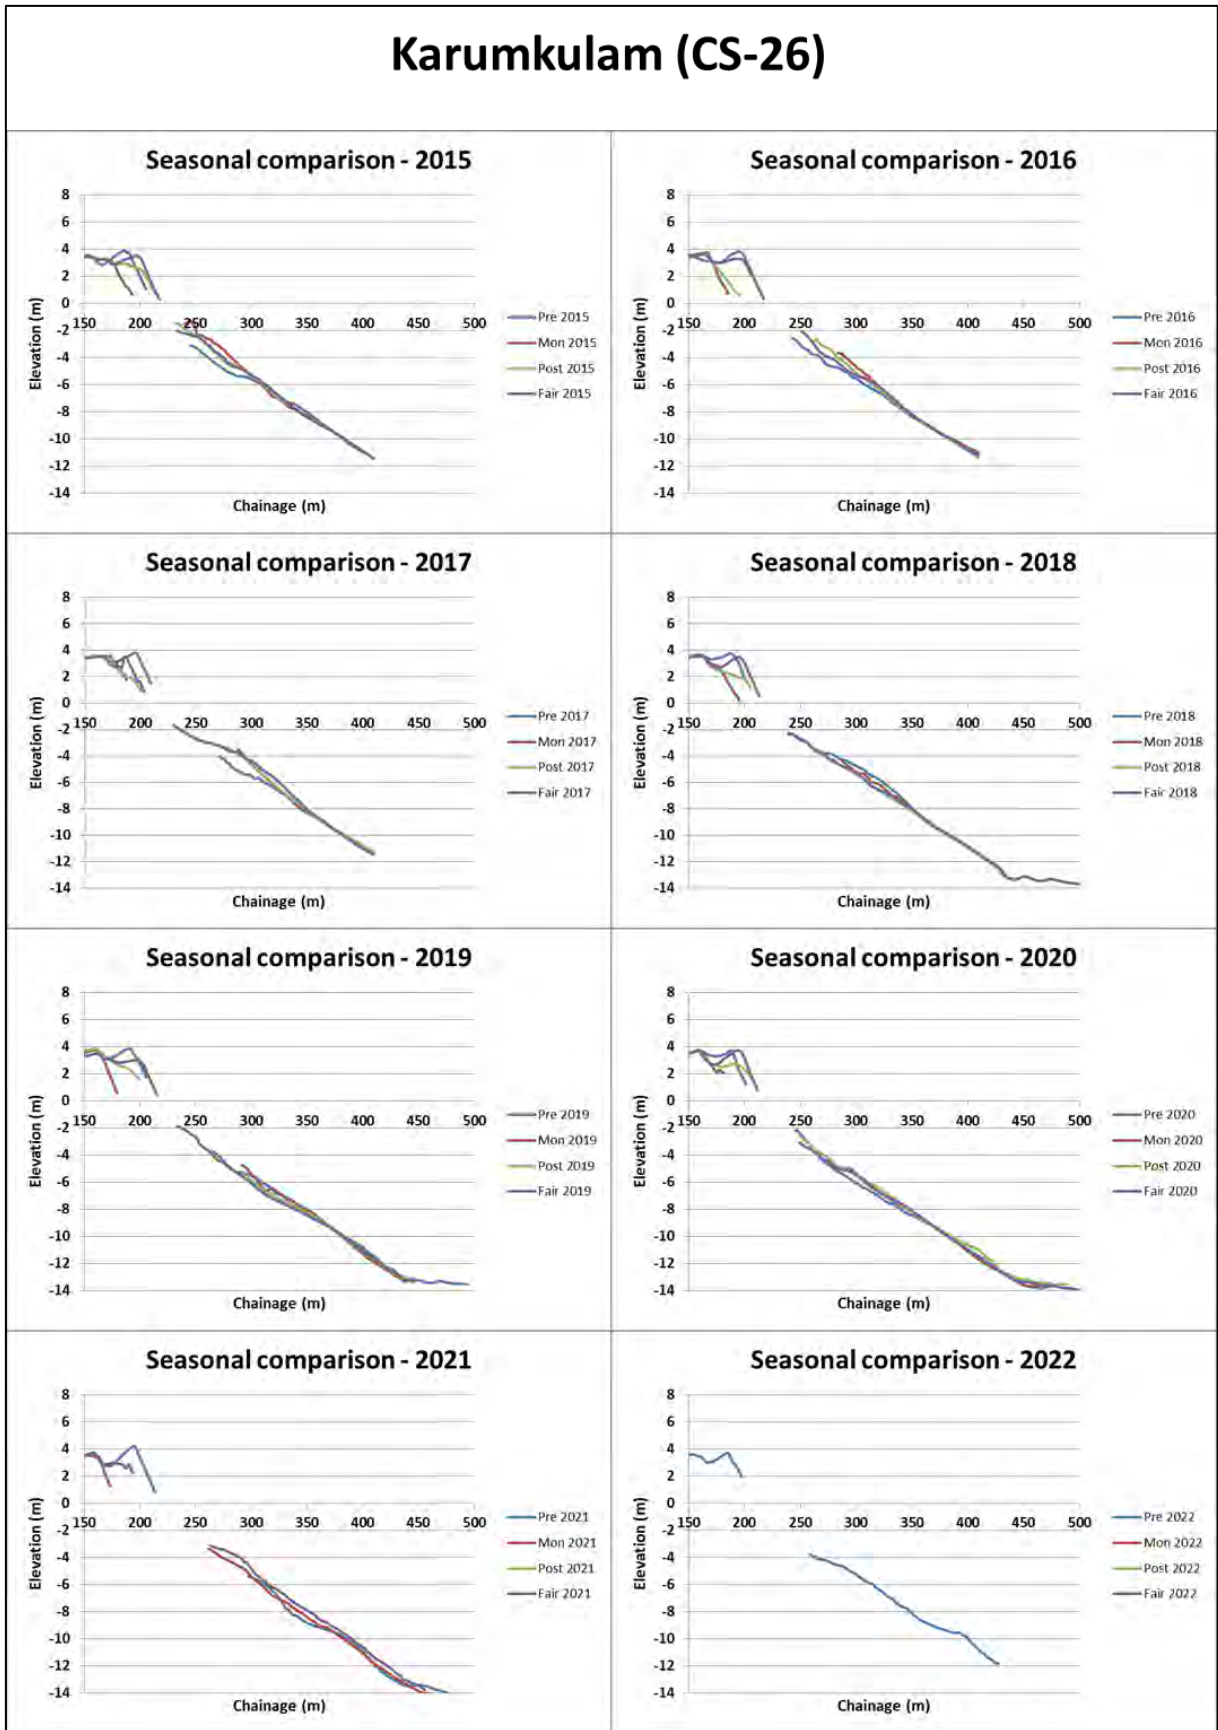 Karumkulam (CS-26)
Seasonal comparison - 2015
8
6
4
2
0
-2
-4
-6
-8
-10
-12
-14
150 200 250 300 350 400 450 500
Elevation (m)
Chainage (m)
Pre 2015
Mon 2015
Post 2015
Fair 2015
Seasonal comparison - 2016
8
6
4
2
0
-2
-4
-6
-8
-10
-12
-14
150 200 250 300 350 400 450 500
Elevation (m)
Chainage (m)
Pre 2016
Mon 2016
Post 2016
Fair 2016
Seasonal comparison - 2017
8
6
4
2
0
-2
-4
-6
-8
-10
-12
-14
150 200 250 300 350 400 450 500
Elevation (m)
Chainage (m)
Pre 2017
Mon 2017
Post 2017
Fair 2017
Seasonal comparison - 2018
8
6
4
2
0
-2
-4
-6
-8
-10
-12
-14
150 200 250 300 350 400 450 500
Elevation (m)
Chainage (m)
Pre 2018
Mon 2018
Post 2018
Fair 2018
Seasonal comparison - 2019
8
6
4
2
0
-2
-4
-6
-8
-10
-12
-14
150 200 250 300 350 400 450 500
Elevation (m)
Chainage (m)
Pre 2019
Mon 2019
Post 2019
Fair 2019
Seasonal comparison - 2020
8
6
4
2
0
-2
-4
-6
-8
-10
-12
-14
150 200 250 300 350 400 450 500
Elevation (m)
Chainage (m)
Pre 2020
Mon 2020
Post 2020
Fair 2020
Seasonal comparison - 2021
8
6
4
2
0
-2
-4
-6
-8
-10
-12
-14
150 200 250 300 350 400 450 500
Elevation (m)
Chainage (m)
Pre 2021
Mon 2021
Post 2021
Fair 2021
Seasonal comparison - 2022
8
6
4
2
0
-2
-4
-6
-8
-10
-12
-14
150 200 250 300 350 400 450 500
Elevation (m)
Chainage (m)
Pre 2022
Mon 2022
Post 2022
Fair 2022